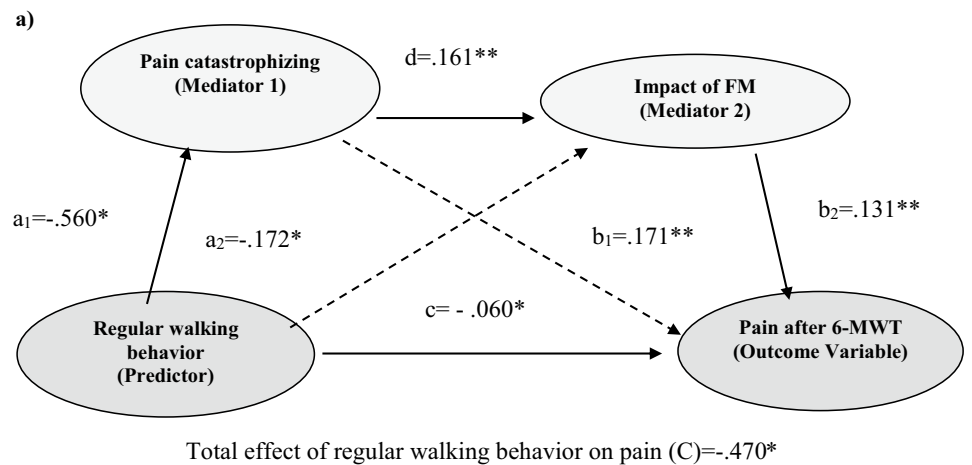 a)
Pain catastrophizing
(Mediator 1)
d=.161**
Impact of FM
(Mediator 2)
a₁=-.560*
a₂=-.172*
b₁=.171**
b₂=.131**
c= - .060*
Regular walking
behavior
(Predictor)
Pain after 6-MWT
(Outcome Variable)
Total effect of regular walking behavior on pain (C)=-.470*